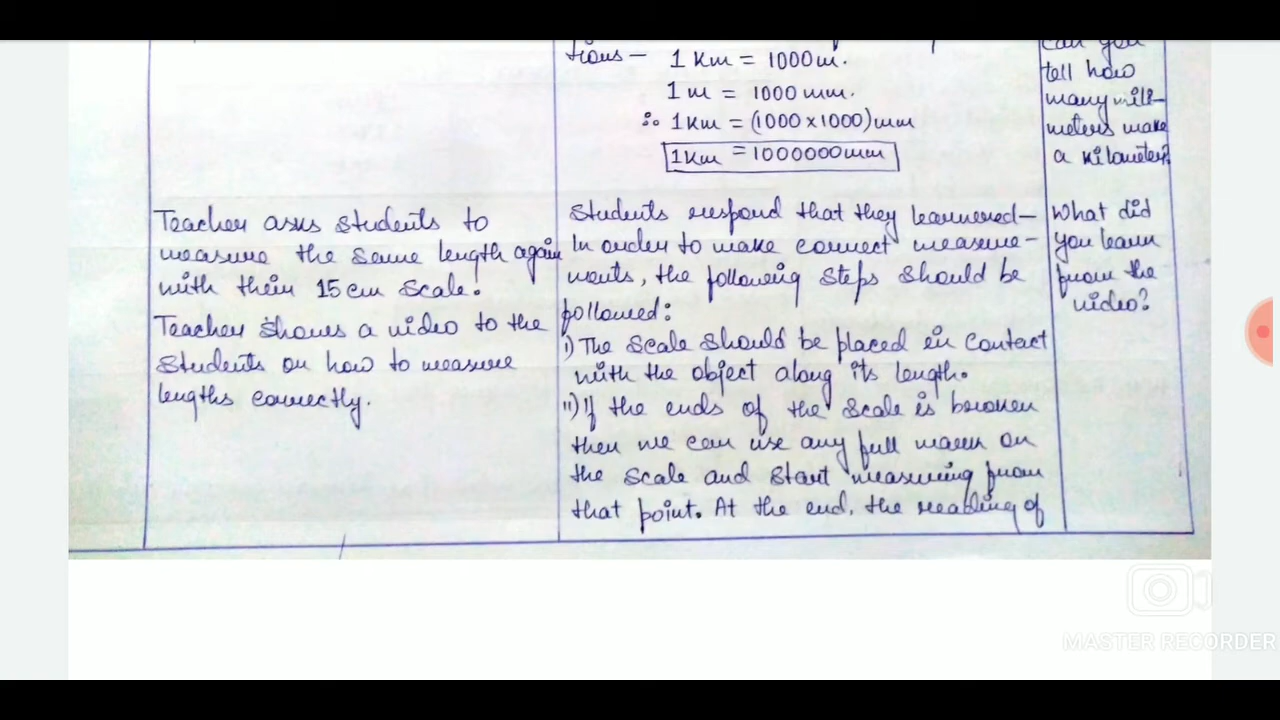 tions — 1 Km = 1000m.
1 m = 1000 mm.
∴ 1 Km = (1000×1000) mm
1 Km = 1000000mm
can you
tell how
many mili-
meters make
a kilometer?
Teacher asks students to
measure the same length again
with their 15 cm scale.
Teacher shows a video to the
students on how to measure
lengths correctly.
Students respond that they learnered—
In order to make correct measure-
ments, the following steps should be
followed:
i) The scale should be placed in contact
with the object along its length.
ii) If the ends of the scale is broken
then we can use any full mark on
the scale and start measuring from
that point. At the end, the reading of
What did
you learn
from the
video?
MASTER RECORDER